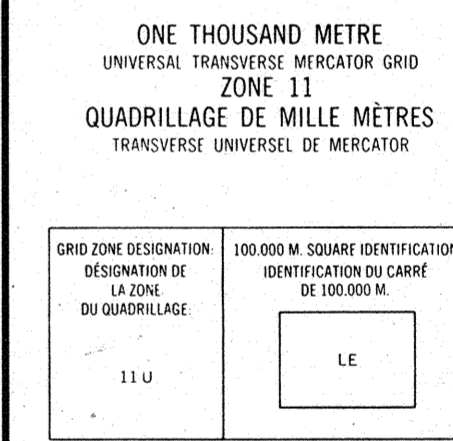 ONE THOUSAND METRE
UNIVERSAL TRANSVERSE MERCATOR GRID
ZONE 11
QUADRILLAGE DE MILLE MÈTRES
TRANSVERSE UNIVERSEL DE MERCATOR
GRID ZONE DESIGNATION:
DÉSIGNATION DE
LA ZONE
DU QUADRILLAGE:
11 U
100.000 M. SQUARE IDENTIFICATION
IDENTIFICATION DU CARRÉ
DE 100.000 M.
LE